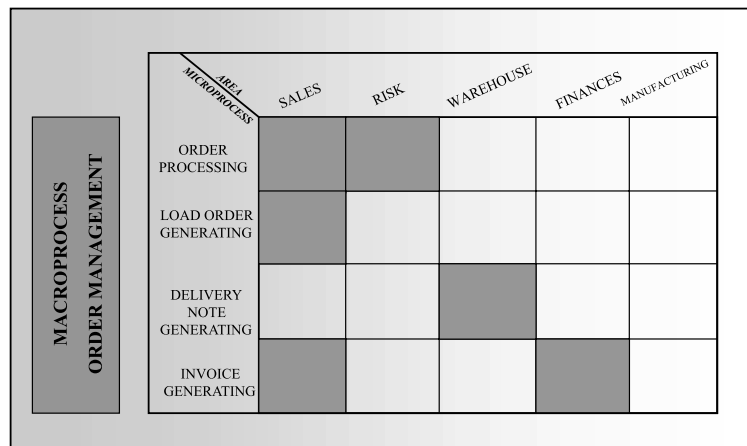 AREA
MICROPROCESS
SALES
RISK
WAREHOUSE
FINANCES
MANUFACTURING
MACROPROCESS
ORDER MANAGEMENT
ORDER
PROCESSING
LOAD ORDER
GENERATING
DELIVERY
NOTE
GENERATING
INVOICE
GENERATING